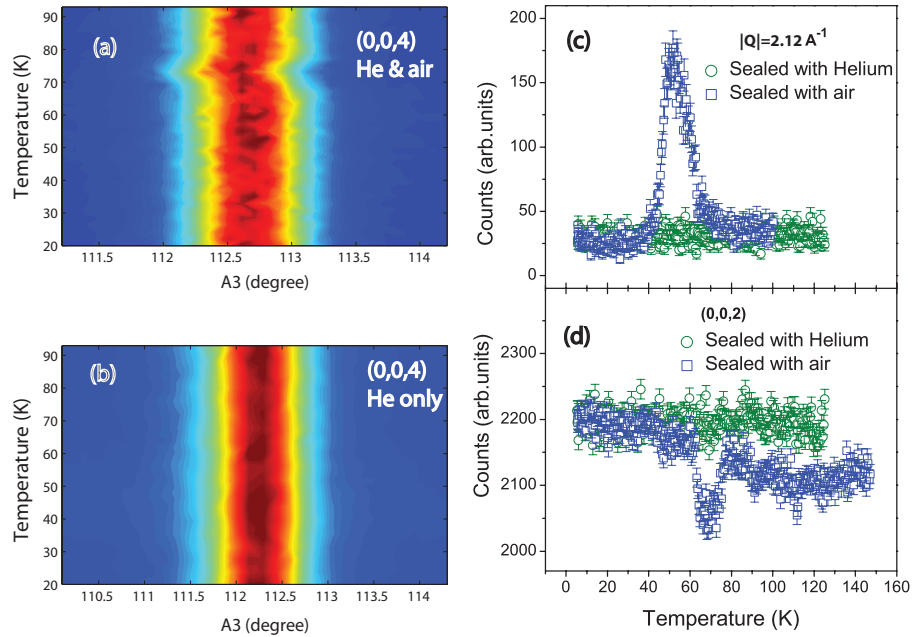 (a)
(0,0,4)
He & air
Temperature (K)
90
80
70
60
50
40
30
20
111.5 112 112.5 113 113.5 114
A3 (degree)
(b)
(0,0,4)
He only
Temperature (K)
90
80
70
60
50
40
30
20
110.5 111 111.5 112 112.5 113 113.5 114
A3 (degree)
(c)
|Q|=2.12 A⁻¹
Sealed with Helium
Sealed with air
Counts (arb.units)
200
150
100
50
0
(d)
(0,0,2)
Sealed with Helium
Sealed with air
Counts (arb.units)
2300
2200
2100
2000
0 20 40 60 80 100 120 140 160
Temperature (K)